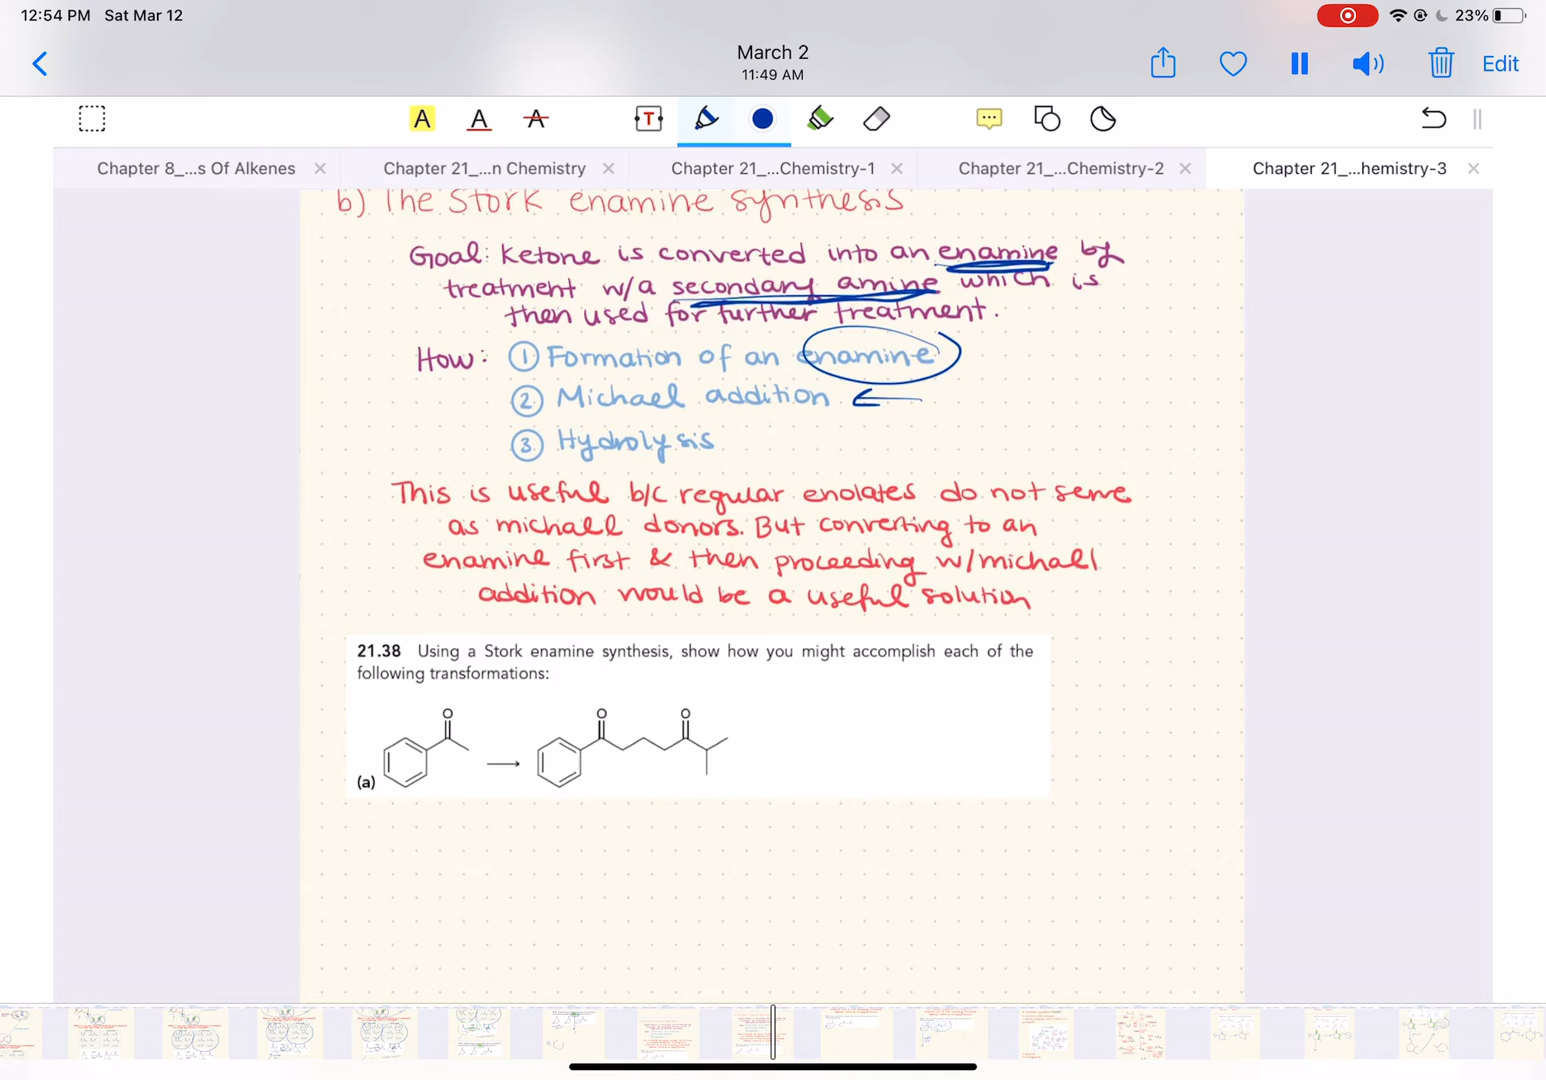 12:54 PM Sat Mar 12
23%
March 2
11:49 AM
Edit
A A A T
Chapter 8_...s Of Alkenes
Chapter 21_...n Chemistry
Chapter 21_...Chemistry-1
Chapter 21_...Chemistry-2
Chapter 21_...hemistry-3
b) The Stork enamine synthesis
Goal: Ketone is converted into an enamine by
treatment w/a secondary amine which is
then used for further treatment.
How: ① Formation of an enamine
② Michael addition ←
③ Hydrolysis
This is useful b/c regular enolates do not serve
as michall donors. But converting to an
enamine first & then proceeding w/michall
addition would be a useful solution
21.38 Using a Stork enamine synthesis, show how you might accomplish each of the
following transformations:
O O O
(a)